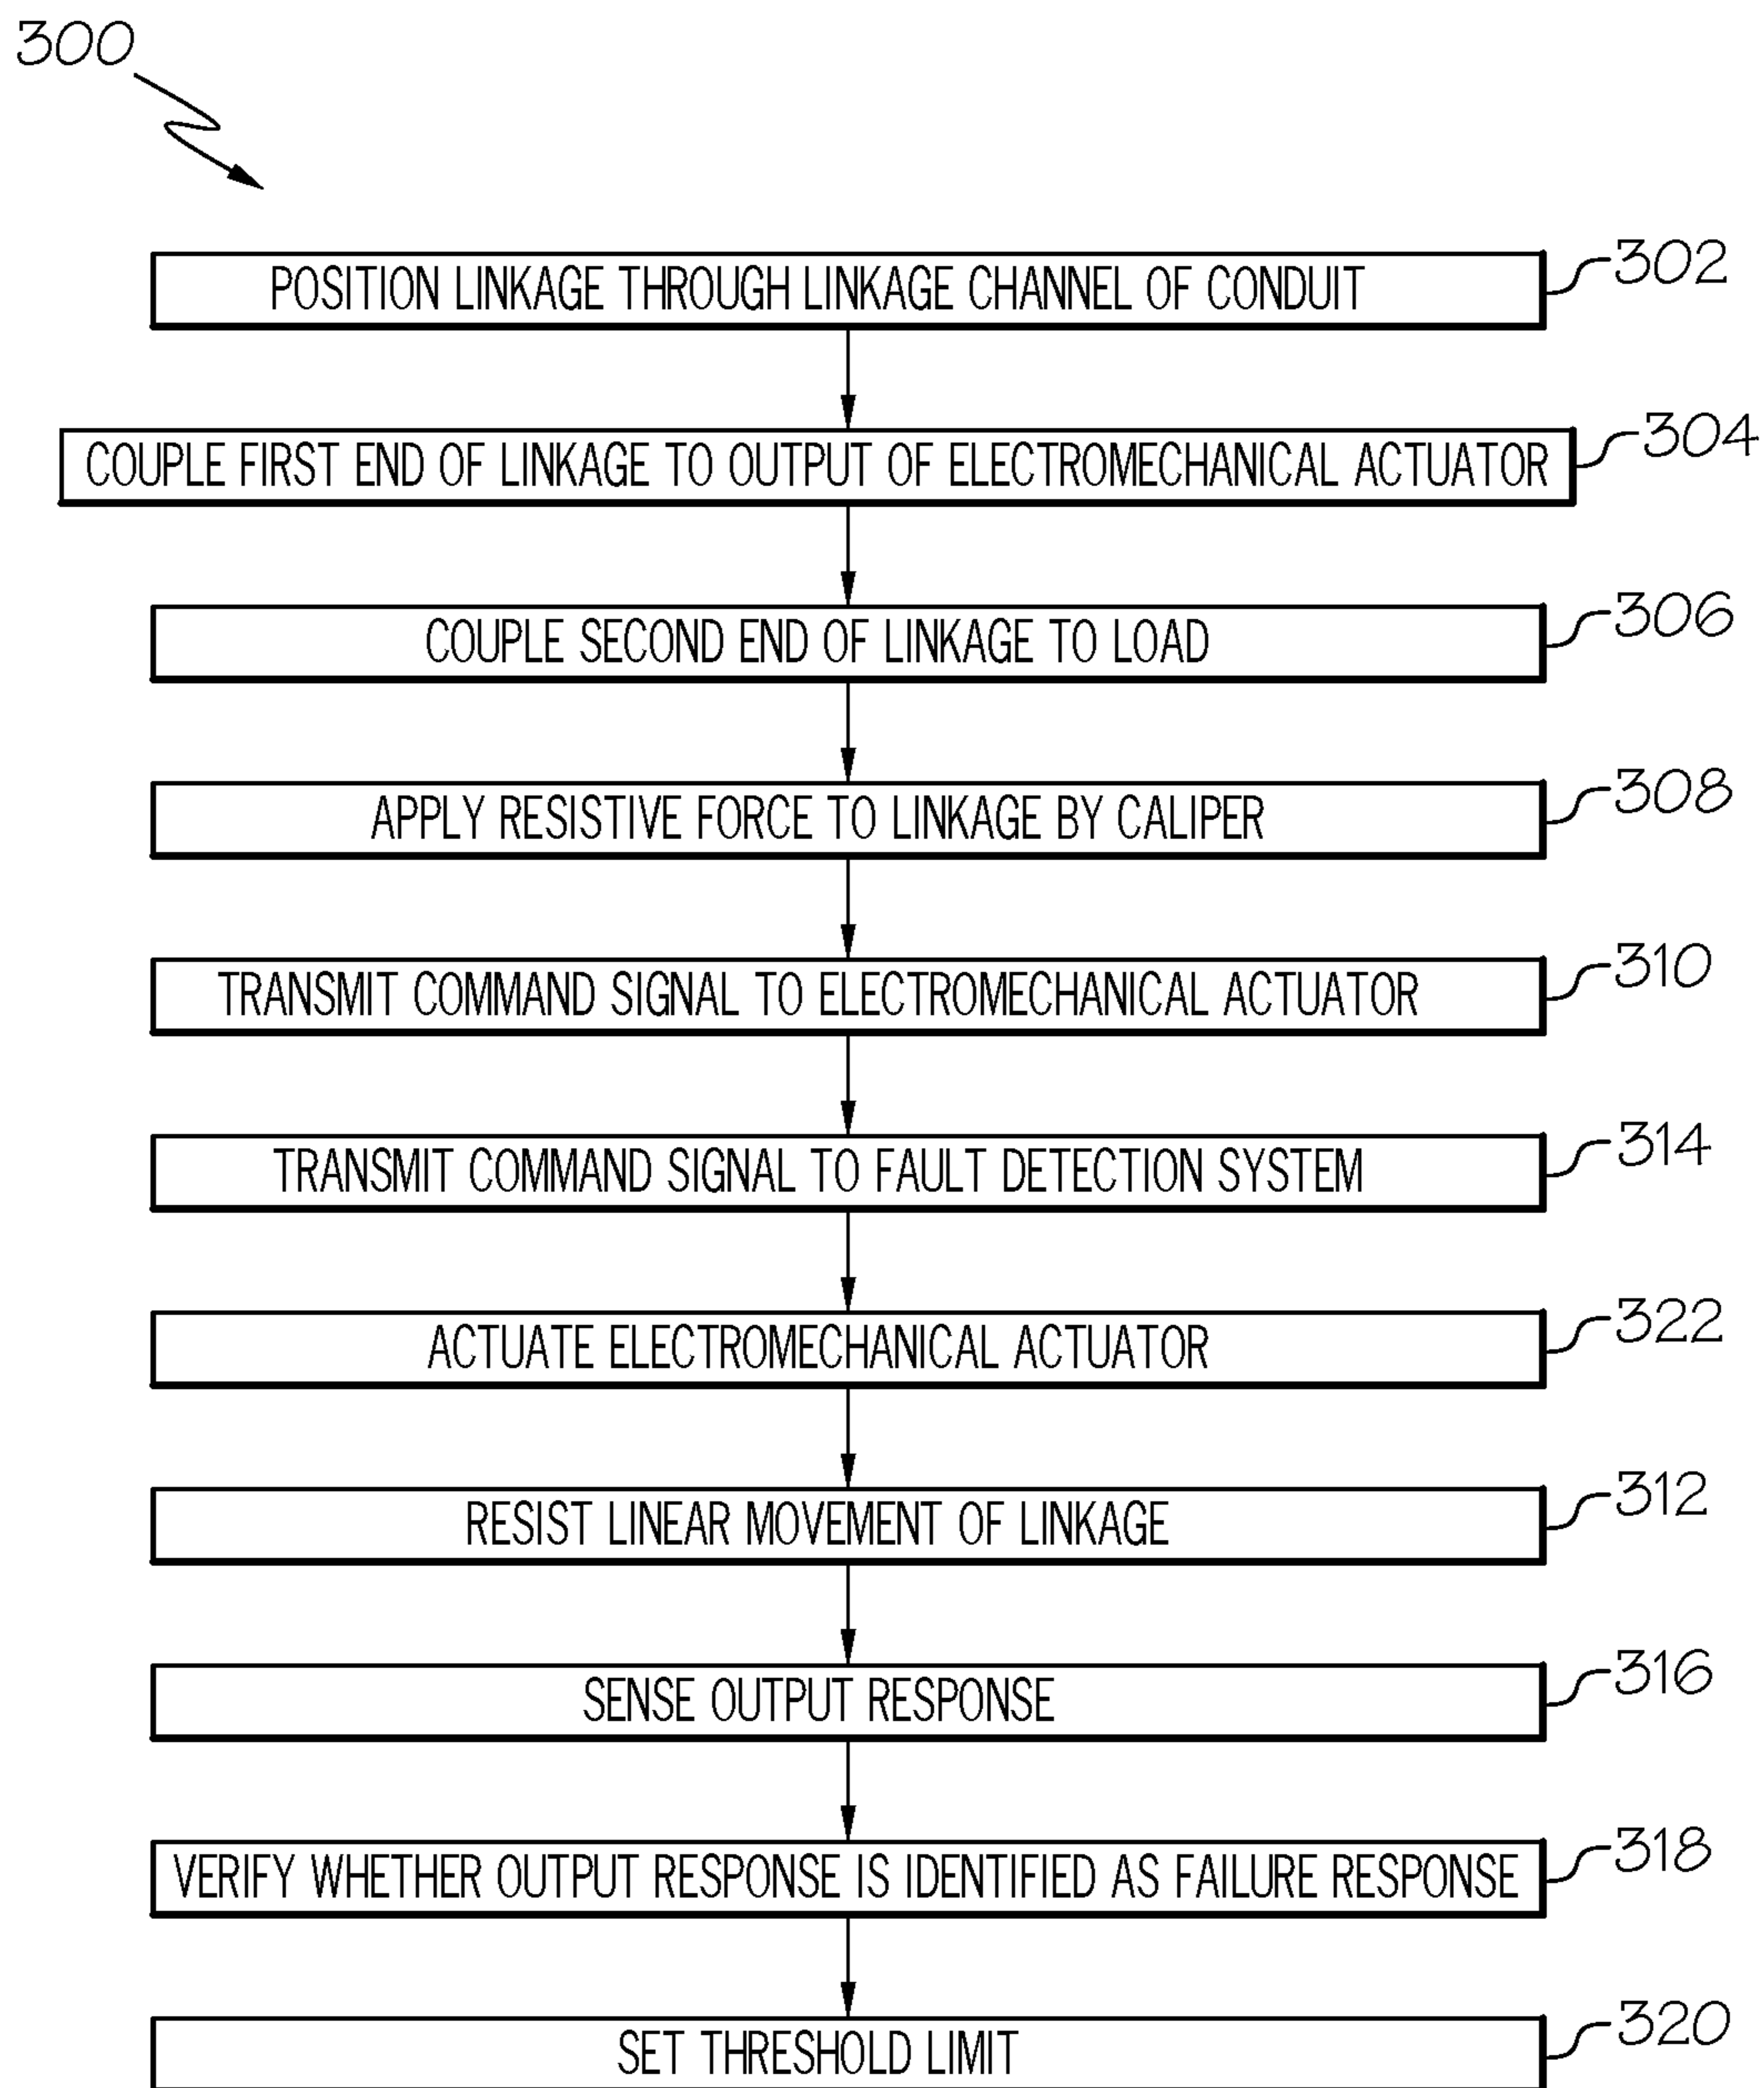 300
POSITION LINKAGE THROUGH LINKAGE CHANNEL OF CONDUIT
302
COUPLE FIRST END OF LINKAGE TO OUTPUT OF ELECTROMECHANICAL ACTUATOR
304
COUPLE SECOND END OF LINKAGE TO LOAD
306
APPLY RESISTIVE FORCE TO LINKAGE BY CALIPER
308
TRANSMIT COMMAND SIGNAL TO ELECTROMECHANICAL ACTUATOR
310
TRANSMIT COMMAND SIGNAL TO FAULT DETECTION SYSTEM
314
ACTUATE ELECTROMECHANICAL ACTUATOR
322
RESIST LINEAR MOVEMENT OF LINKAGE
312
SENSE OUTPUT RESPONSE
316
VERIFY WHETHER OUTPUT RESPONSE IS IDENTIFIED AS FAILURE RESPONSE
318
SET THRESHOLD LIMIT
320